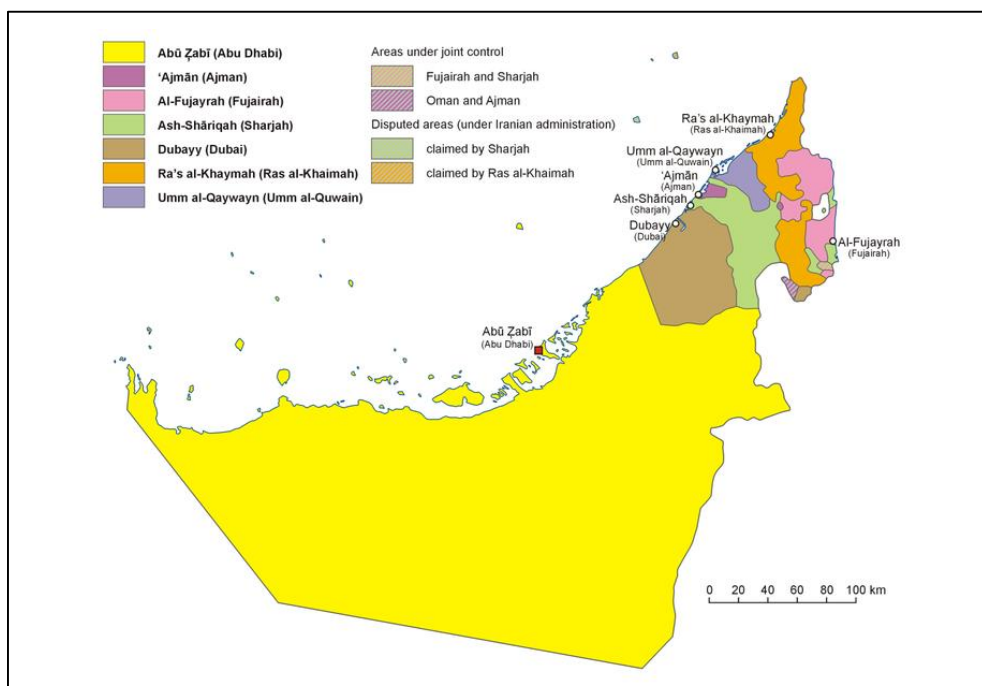 Abū Z̧abī (Abu Dhabi)
‘Ajmān (Ajman)
Al-Fujayrah (Fujairah)
Ash-Shāriqah (Sharjah)
Dubayy (Dubai)
Ra’s al-Khaymah (Ras al-Khaimah)
Umm al-Qaywayn (Umm al-Quwain)
Areas under joint control
Fujairah and Sharjah
Oman and Ajman
Disputed areas (under Iranian administration)
claimed by Sharjah
claimed by Ras al-Khaimah
Ra’s al-Khaymah
(Ras al-Khaimah)
Umm al-Qaywayn
(Umm al-Quwain)
‘Ajmān
(Ajman)
Ash-Shāriqah
(Sharjah)
Dubayy
(Dubai)
Al-Fujayrah
(Fujairah)
Abū Z̧abī
(Abu Dhabi)
0 20 40 60 80 100 km